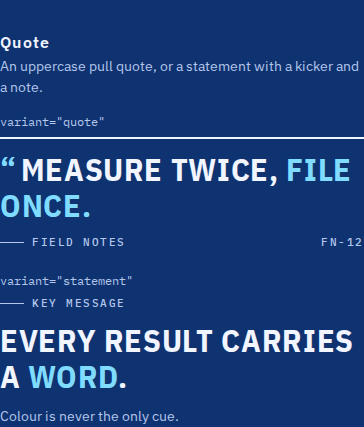 Quote
An uppercase pull quote, or a statement with a kicker and
a note.
variant="quote"
“ MEASURE TWICE, FILE
ONCE.
FIELD NOTES FN-12
variant="statement"
KEY MESSAGE
EVERY RESULT CARRIES
A WORD.
Colour is never the only cue.